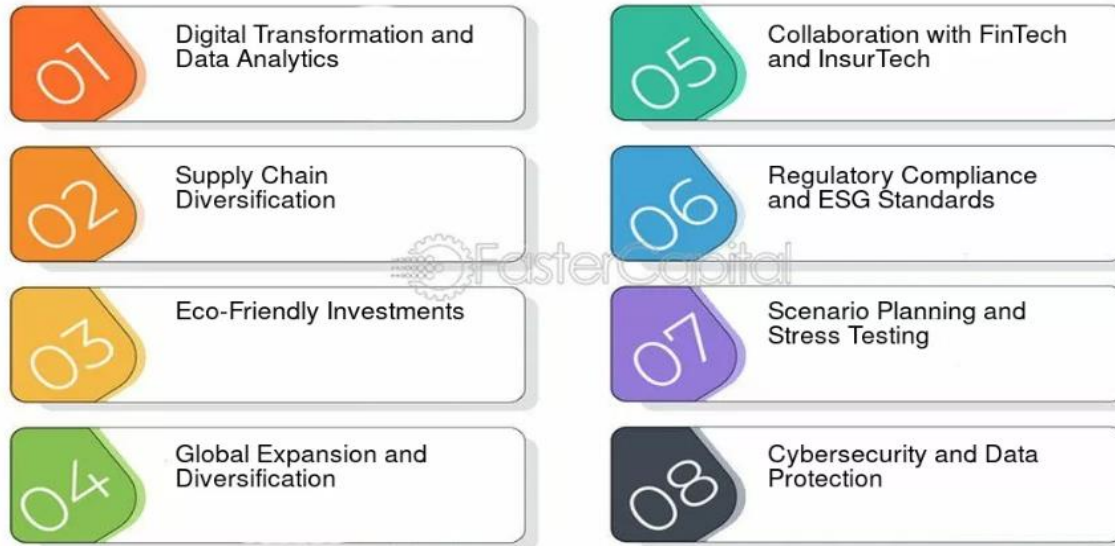 01
Digital Transformation and
Data Analytics
02
Supply Chain
Diversification
03
Eco-Friendly Investments
04
Global Expansion and
Diversification
05
Collaboration with FinTech
and InsurTech
06
Regulatory Compliance
and ESG Standards
07
Scenario Planning and
Stress Testing
08
Cybersecurity and Data
Protection
FasterCapital